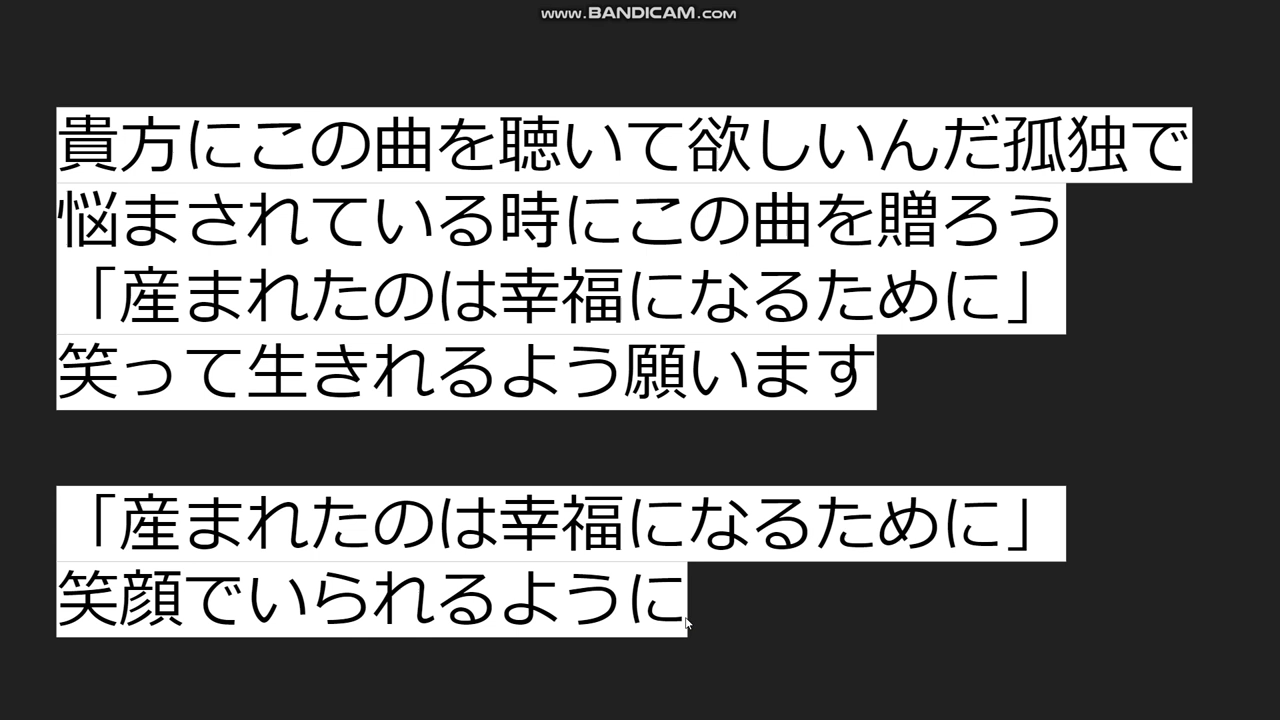 www.BANDICAM.com
貴方にこの曲を聴いて欲しいんだ孤独で
悩まされている時にこの曲を贈ろう
「産まれたのは幸福になるために」
笑って生きれるよう願います
「産まれたのは幸福になるために」
笑顔でいられるように